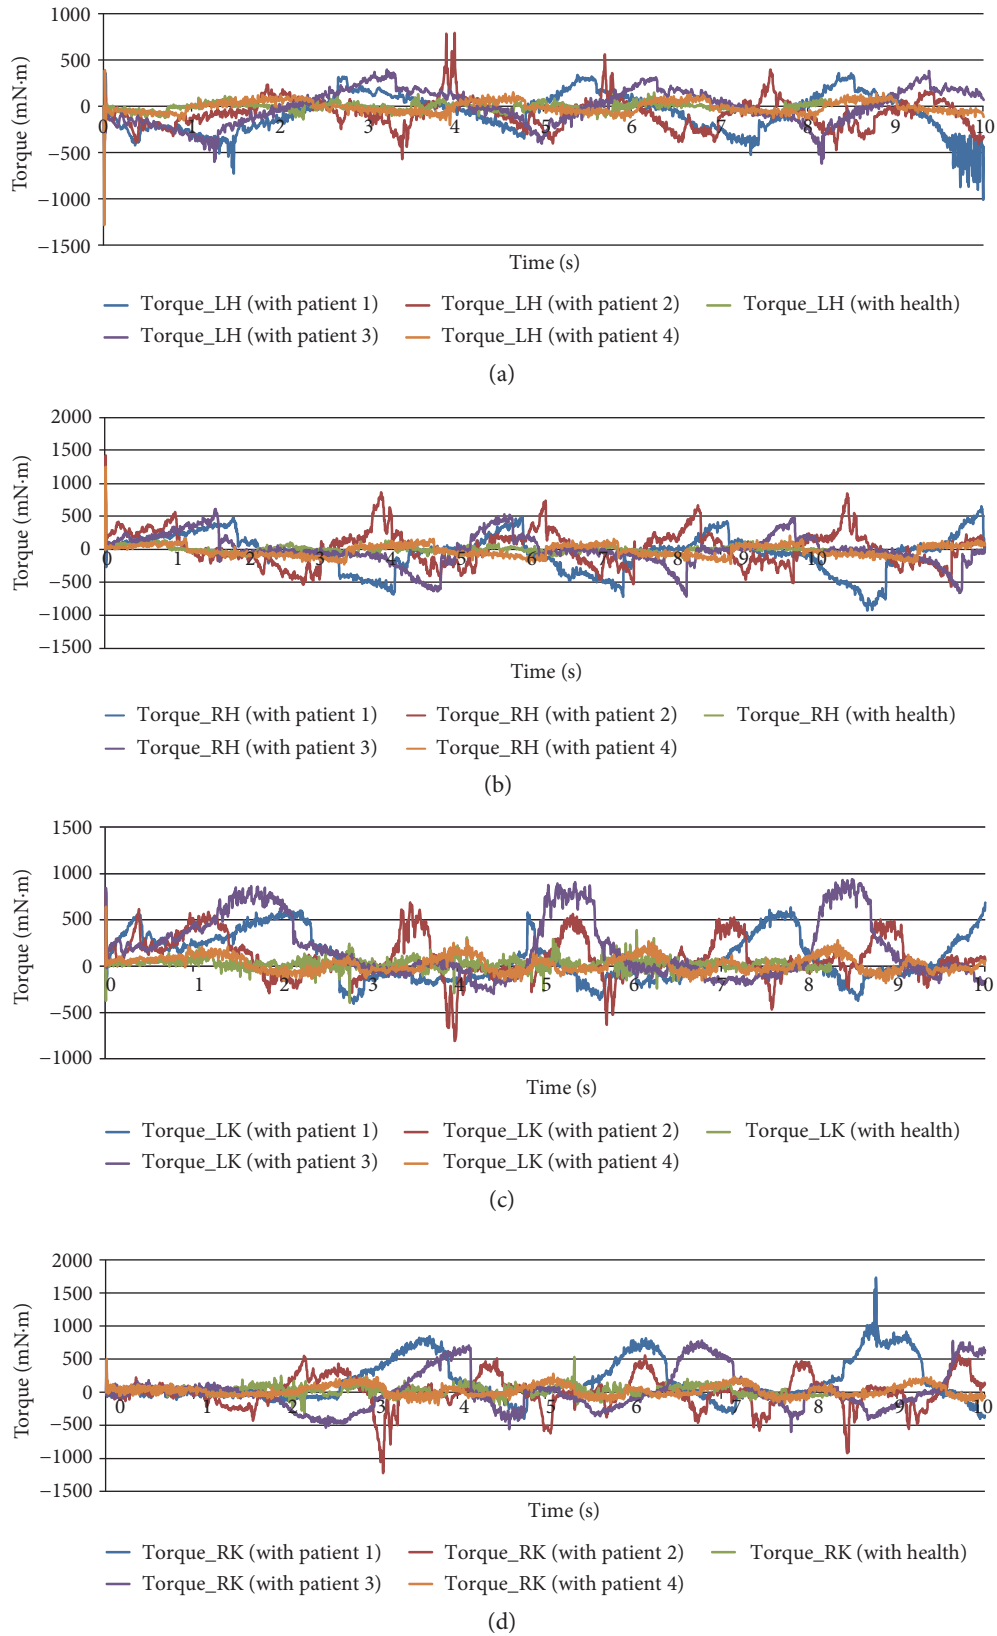 1000
500
0
−500
−1000
−1500
Torque (mN·m)
0 1 2 3 4 5 6 7 8 9 10
Time (s)
Torque_LH (with patient 1) Torque_LH (with patient 2) Torque_LH (with health)
Torque_LH (with patient 3) Torque_LH (with patient 4)
(a)
2000
1500
1000
500
0
−500
−1000
−1500
Torque (mN·m)
0 1 2 3 4 5 6 7 8 9 10
Time (s)
Torque_RH (with patient 1) Torque_RH (with patient 2) Torque_RH (with health)
Torque_RH (with patient 3) Torque_RH (with patient 4)
(b)
1500
1000
500
0
−500
−1000
Torque (mN·m)
0 1 2 3 4 5 6 7 8 9 10
Time (s)
Torque_LK (with patient 1) Torque_LK (with patient 2) Torque_LK (with health)
Torque_LK (with patient 3) Torque_LK (with patient 4)
(c)
2000
1500
1000
500
0
−500
−1000
−1500
Torque (mN·m)
0 1 2 3 4 5 6 7 8 9 10
Time (s)
Torque_RK (with patient 1) Torque_RK (with patient 2) Torque_RK (with health)
Torque_RK (with patient 3) Torque_RK (with patient 4)
(d)